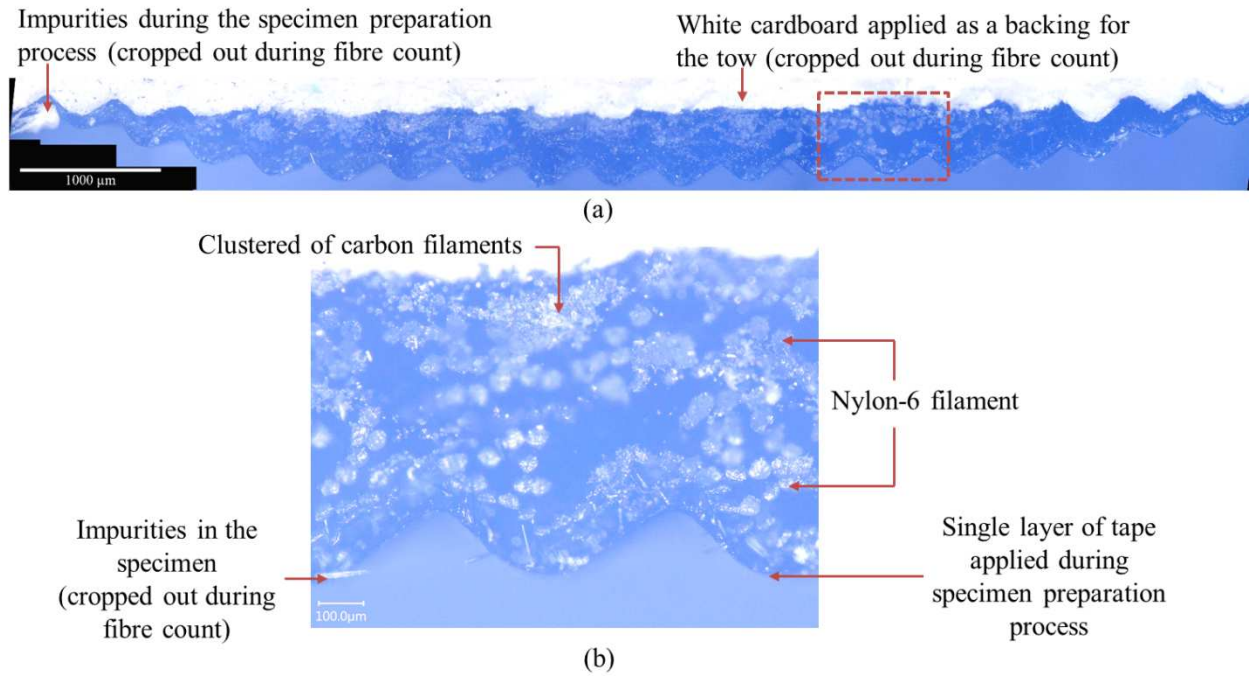 Impurities during the specimen preparation
process (cropped out during fibre count)
White cardboard applied as a backing for
the tow (cropped out during fibre count)
1000 µm
(a)
Clustered of carbon filaments
Nylon-6 filament
Impurities in the
specimen
(cropped out during
fibre count)
Single layer of tape
applied during
specimen preparation
process
100.0µm
(b)